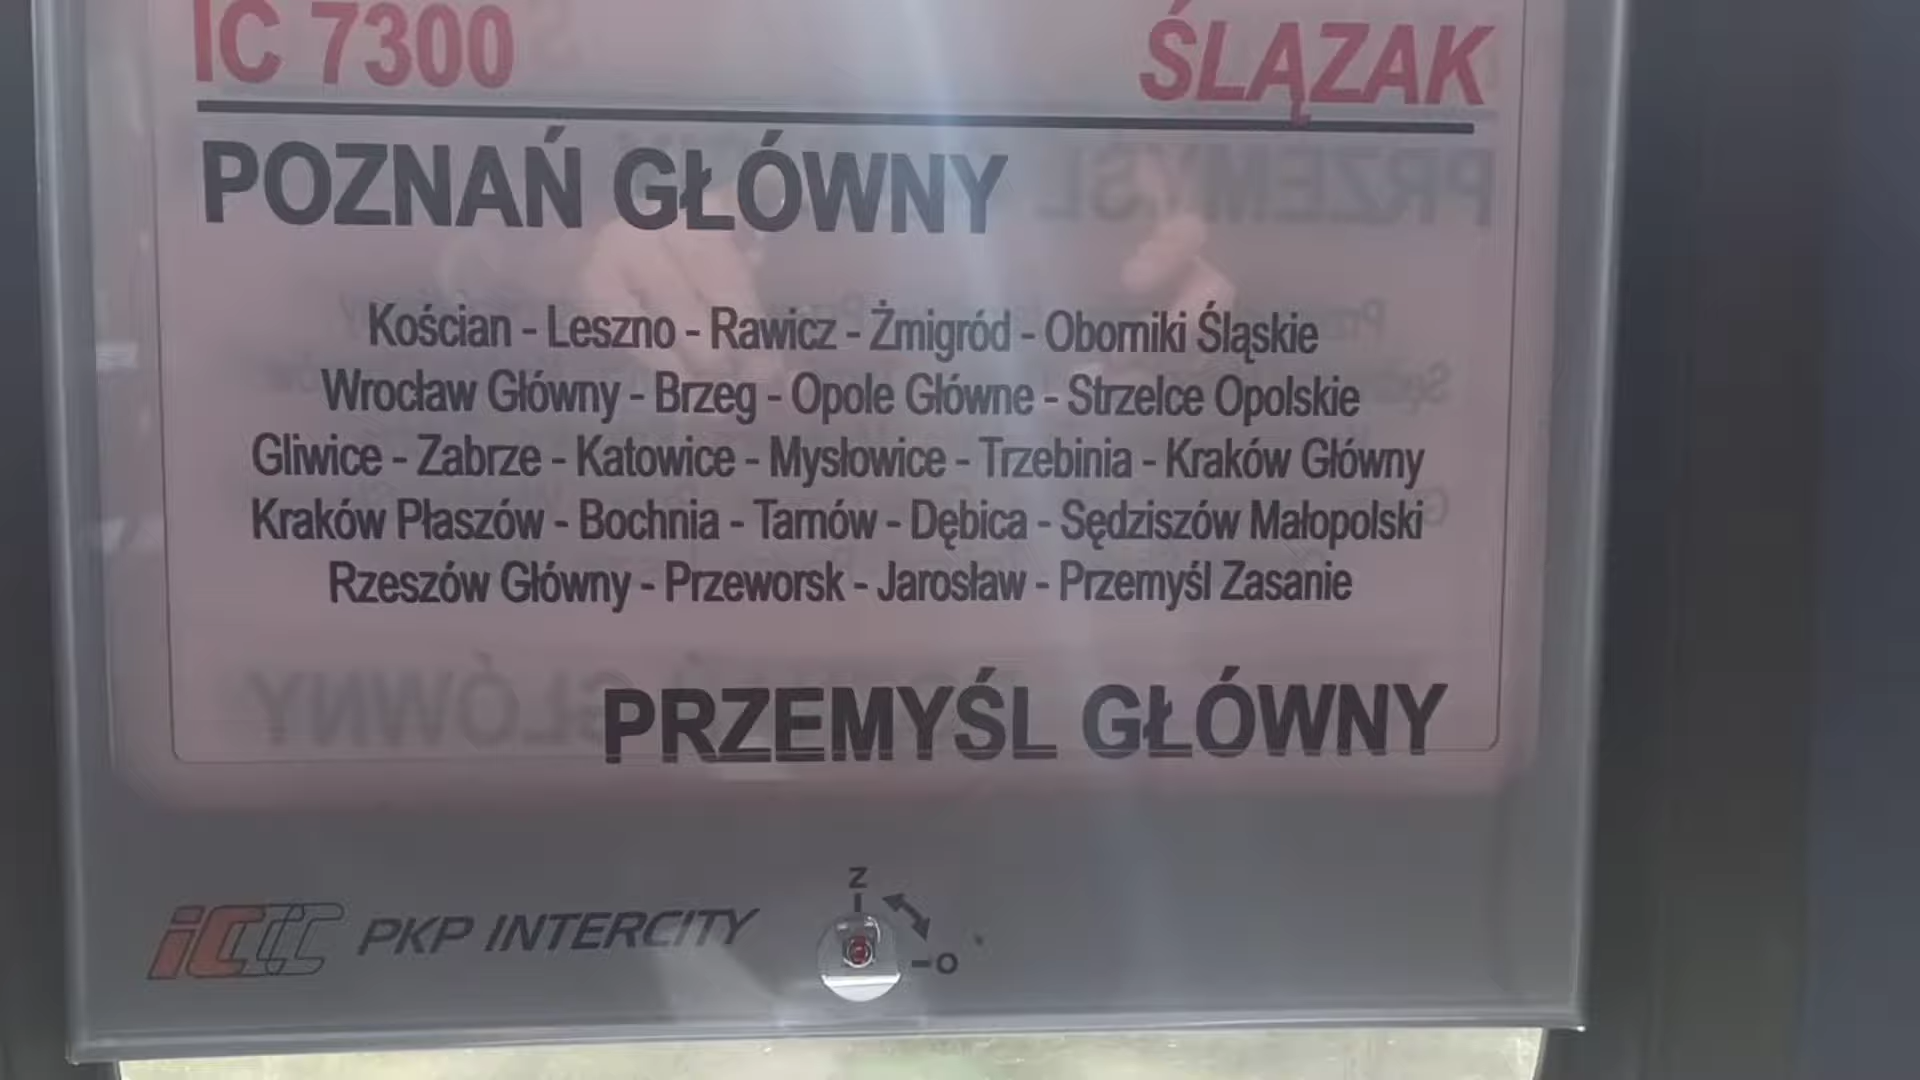 IC 7300 ŚLĄZAK
POZNAŃ GŁÓWNY
Kościan - Leszno - Rawicz - Żmigród - Oborniki Śląskie
Wrocław Główny - Brzeg - Opole Główne - Strzelce Opolskie
Gliwice - Zabrze - Katowice - Mysłowice - Trzebinia - Kraków Główny
Kraków Płaszów - Bochnia - Tarnów - Dębica - Sędziszów Małopolski
Rzeszów Główny - Przeworsk - Jarosław - Przemyśl Zasanie
PRZEMYŚL GŁÓWNY
Z
iC PKP INTERCITY
O